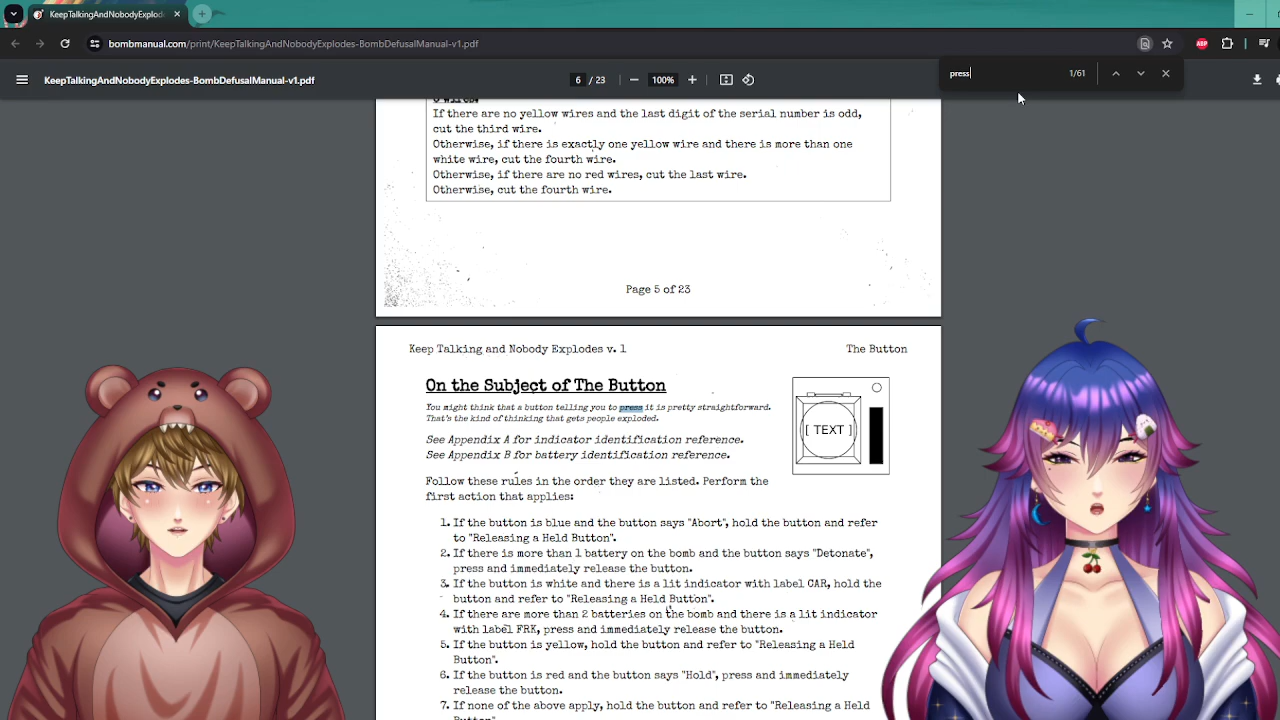 KeepTalkingAndNobodyExplodes
bombmanual.com/print/KeepTalkingAndNobodyExplodes-BombDefusalManual-v1.pdf
ABP
KeepTalkingAndNobodyExplodes-BombDefusalManual-v1.pdf
6 / 23
100%
press
1/61
If there are no yellow wires and the last digit of the serial number is odd,
cut the third wire.
Otherwise, if there is exactly one yellow wire and there is more than one
white wire, cut the fourth wire.
Otherwise, if there are no red wires, cut the last wire.
Otherwise, cut the fourth wire.
Page 5 of 23
Keep Talking and Nobody Explodes v. 1
The Button
On the Subject of The Button
You might think that a button telling you to press it is pretty straightforward.
That's the kind of thinking that gets people exploded.
[ TEXT ]
See Appendix A for indicator identification reference.
See Appendix B for battery identification reference.
Follow these rules in the order they are listed. Perform the
first action that applies:
1. If the button is blue and the button says "Abort", hold the button and refer
to "Releasing a Held Button".
2. If there is more than 1 battery on the bomb and the button says "Detonate",
press and immediately release the button.
3. If the button is white and there is a lit indicator with label CAR, hold the
button and refer to "Releasing a Held Button".
4. If there are more than 2 batteries on the bomb and there is a lit indicator
with label FRK, press and immediately release the button.
5. If the button is yellow, hold the button and refer to "Releasing a Held
Button".
6. If the button is red and the button says "Hold", press and immediately
release the button.
7. If none of the above apply, hold the button and refer to "Releasing a Held